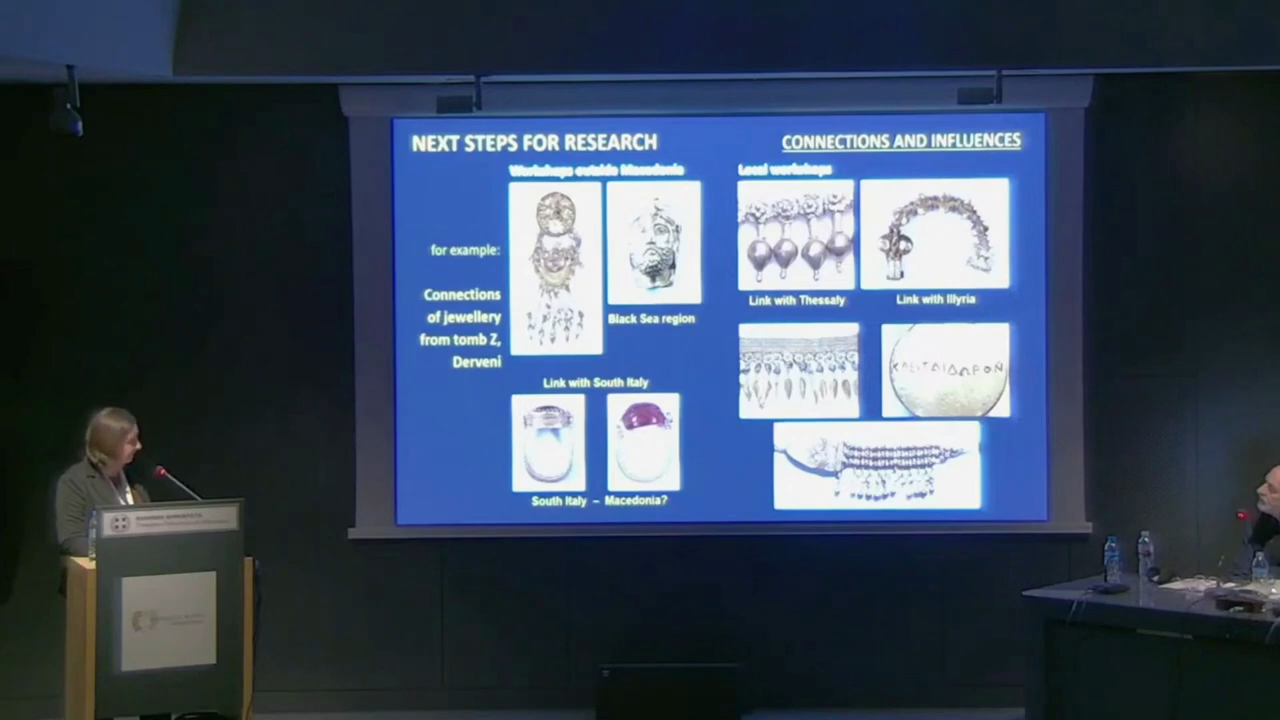 NEXT STEPS FOR RESEARCH
CONNECTIONS AND INFLUENCES
Workshops outside Macedonia
Local workshops
for example:
Connections
of jewellery
from tomb Z,
Derveni
Black Sea region
Link with Thessaly
Link with Illyria
Link with South Italy
South Italy – Macedonia?